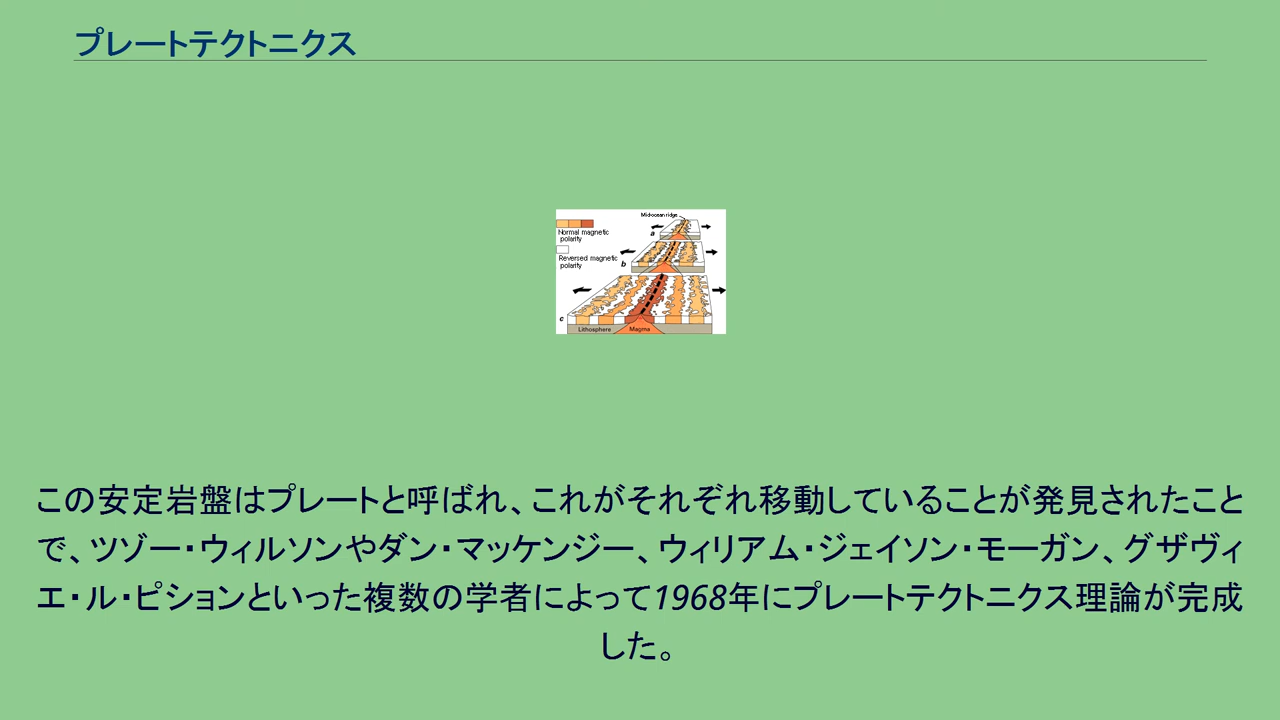 プレートテクトニクス
Mid-ocean ridge
Normal magnetic
polarity
a
Reversed magnetic
polarity
b
c
Lithosphere
Magma
この安定岩盤はプレートと呼ばれ、これがそれぞれ移動していることが発見されたこと
で、ツゾー・ウィルソンやダン・マッケンジー、ウィリアム・ジェイソン・モーガン、グザヴィ
エ・ル・ピションといった複数の学者によって1968年にプレートテクトニクス理論が完成
した。